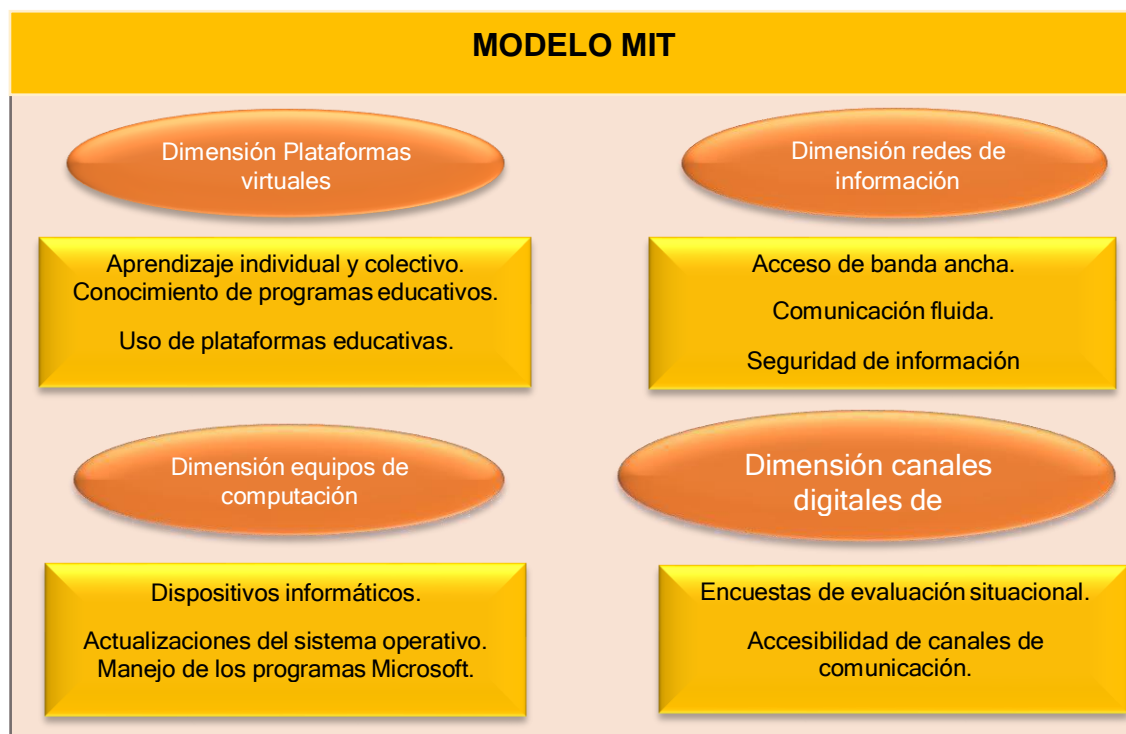 MODELO MIT
Dimensión Plataformas
virtuales
Aprendizaje individual y colectivo.
Conocimiento de programas educativos.
Uso de plataformas educativas.
Dimensión redes de
información
Acceso de banda ancha.
Comunicación fluida.
Seguridad de información
Dimensión equipos de
computación
Dispositivos informáticos.
Actualizaciones del sistema operativo.
Manejo de los programas Microsoft.
Dimensión canales
digitales de
Encuestas de evaluación situacional.
Accesibilidad de canales de
comunicación.